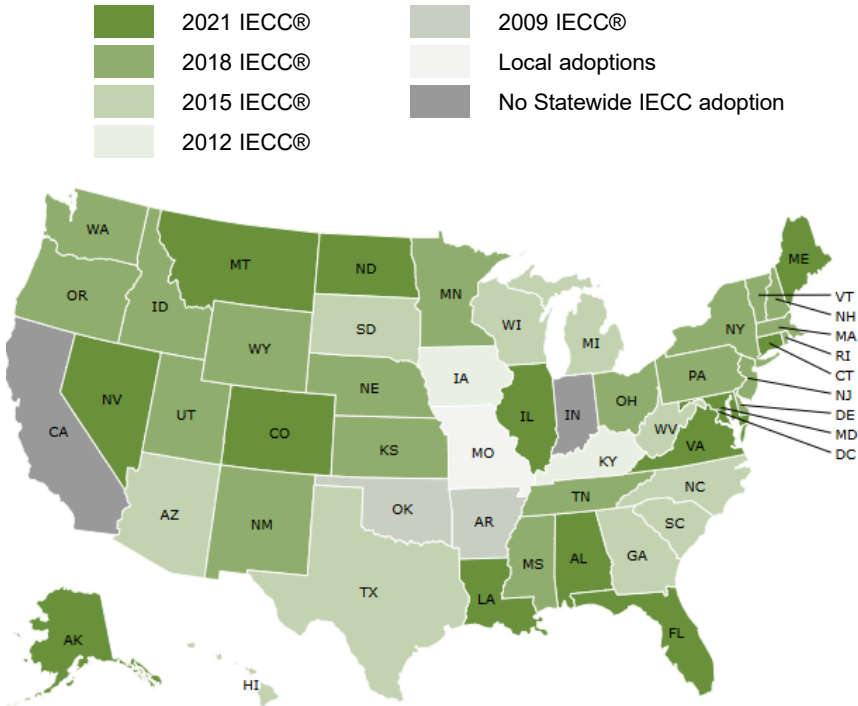 2021 IECC®
2018 IECC®
2015 IECC®
2012 IECC®
2009 IECC®
Local adoptions
No Statewide IECC adoption
WA
MT
ND
ME
OR
ID
MN
VT
NH
SD
WI
MI
NY
MA
RI
WY
CT
IA
PA
NJ
NE
NV
UT
IL
IN
OH
DE
CA
CO
WV
MD
VA
KS
MO
KY
DC
NC
TN
AZ
NM
OK
AR
SC
MS
AL
GA
TX
LA
AK
FL
HI